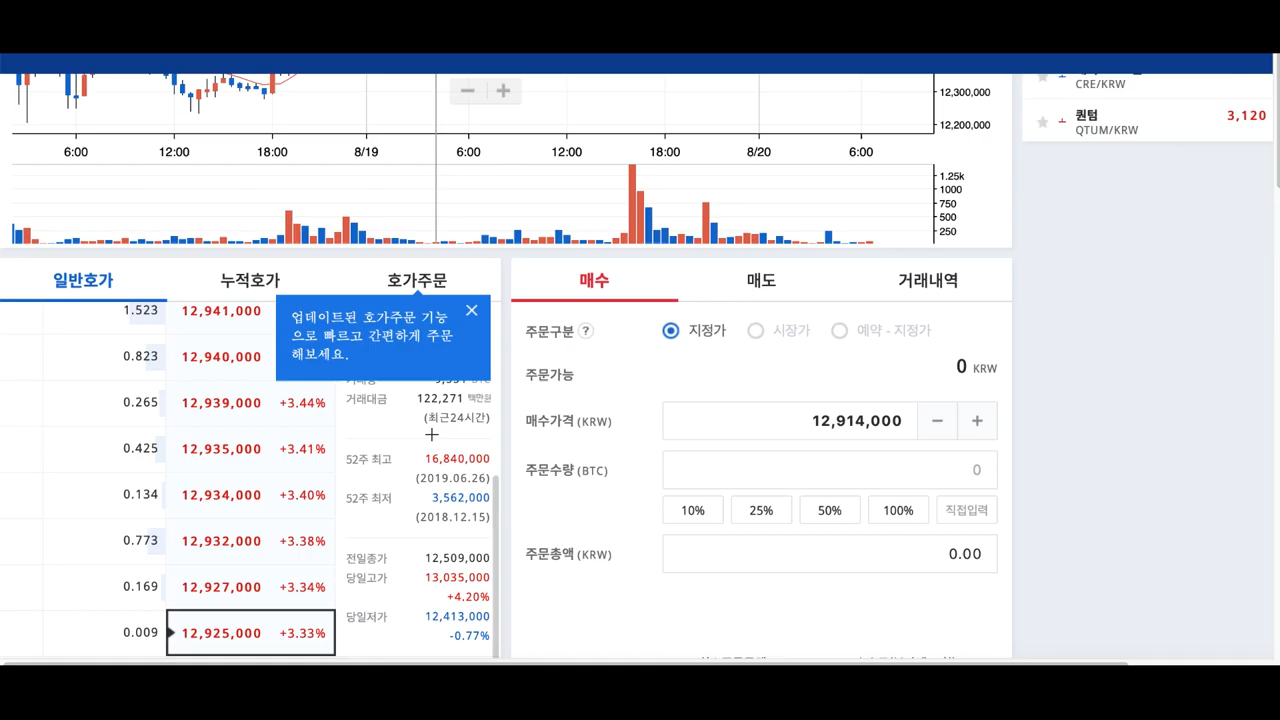 12,300,000
12,200,000
6:00 12:00 18:00 8/19 6:00 12:00 18:00 8/20 6:00
1.25k
1000
750
500
250
CRE/KRW
퀀텀 3,120
QTUM/KRW
일반호가 누적호가 호가주문
업데이트된 호가주문 기능
으로 빠르고 간편하게 주문
해보세요.
1.523 12,941,000
0.823 12,940,000
0.265 12,939,000 +3.44%
0.425 12,935,000 +3.41%
0.134 12,934,000 +3.40%
0.773 12,932,000 +3.38%
0.169 12,927,000 +3.34%
0.009 12,925,000 +3.33%
거래대금 122,271 백만원
(최근24시간)
52주 최고 16,840,000
(2019.06.26)
52주 최저 3,562,000
(2018.12.15)
전일종가 12,509,000
당일고가 13,035,000
+4.20%
당일저가 12,413,000
-0.77%
매수 매도 거래내역
주문구분 ? 지정가 시장가 예약 - 지정가
주문가능 0 KRW
매수가격 (KRW) 12,914,000 − +
주문수량 (BTC) 0
10% 25% 50% 100% 직접입력
주문총액 (KRW) 0.00